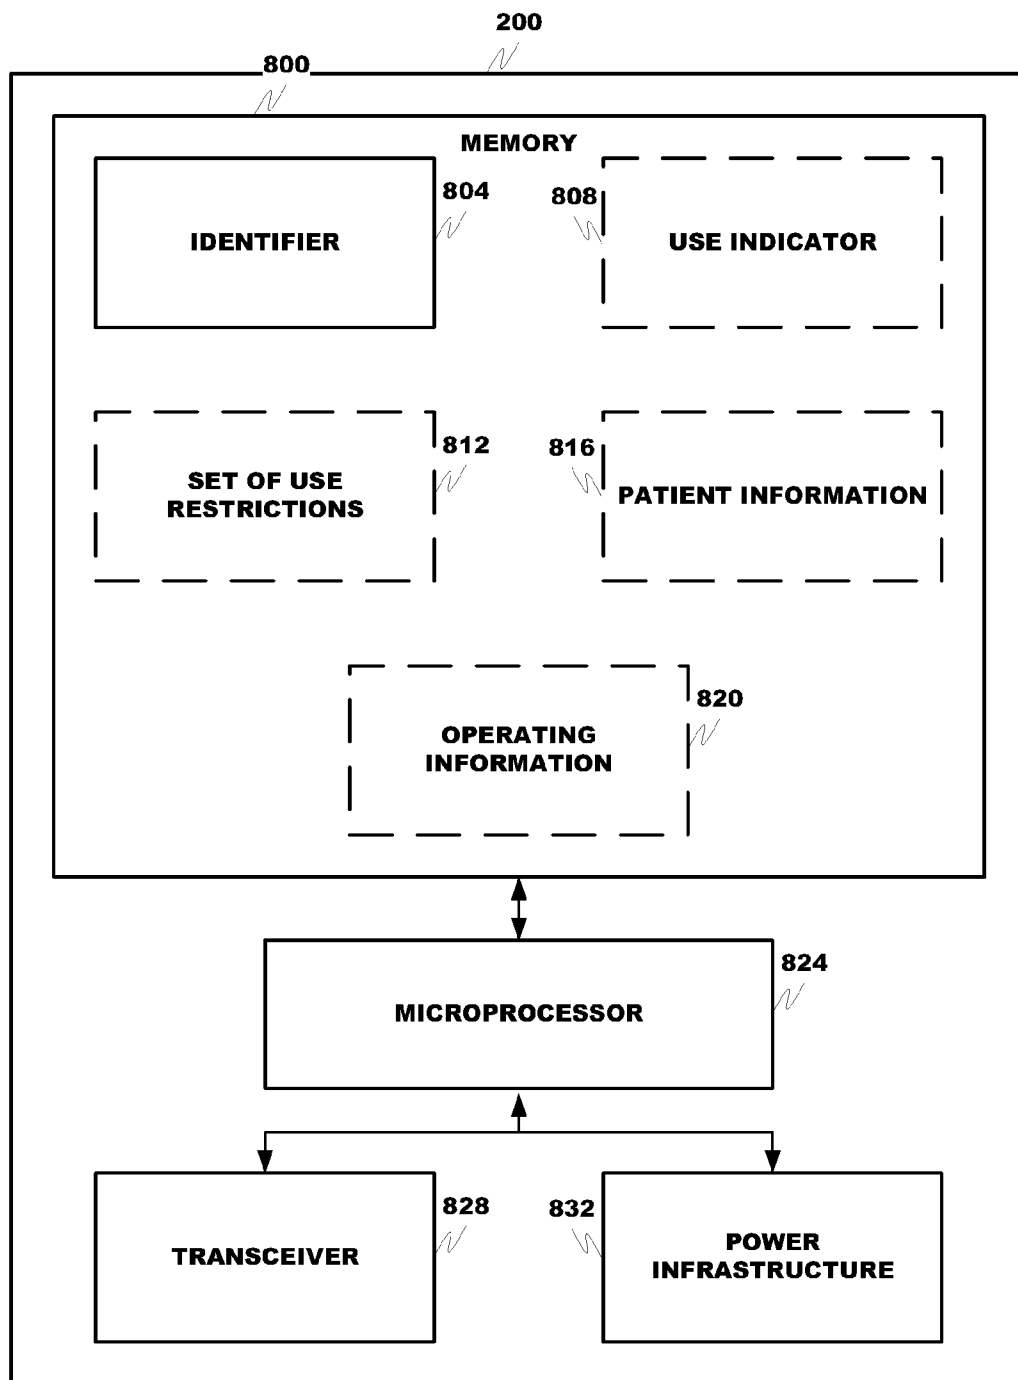 200
800
MEMORY
804
IDENTIFIER
808
USE INDICATOR
812
SET OF USE
RESTRICTIONS
816
PATIENT INFORMATION
820
OPERATING
INFORMATION
824
MICROPROCESSOR
828
TRANSCEIVER
832
POWER
INFRASTRUCTURE